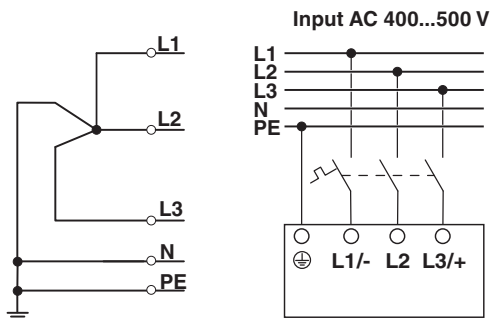 Input AC 400...500 V
L1
L2
L3
N
PE
L1
L2
L3
N
PE
L1/- L2 L3/+